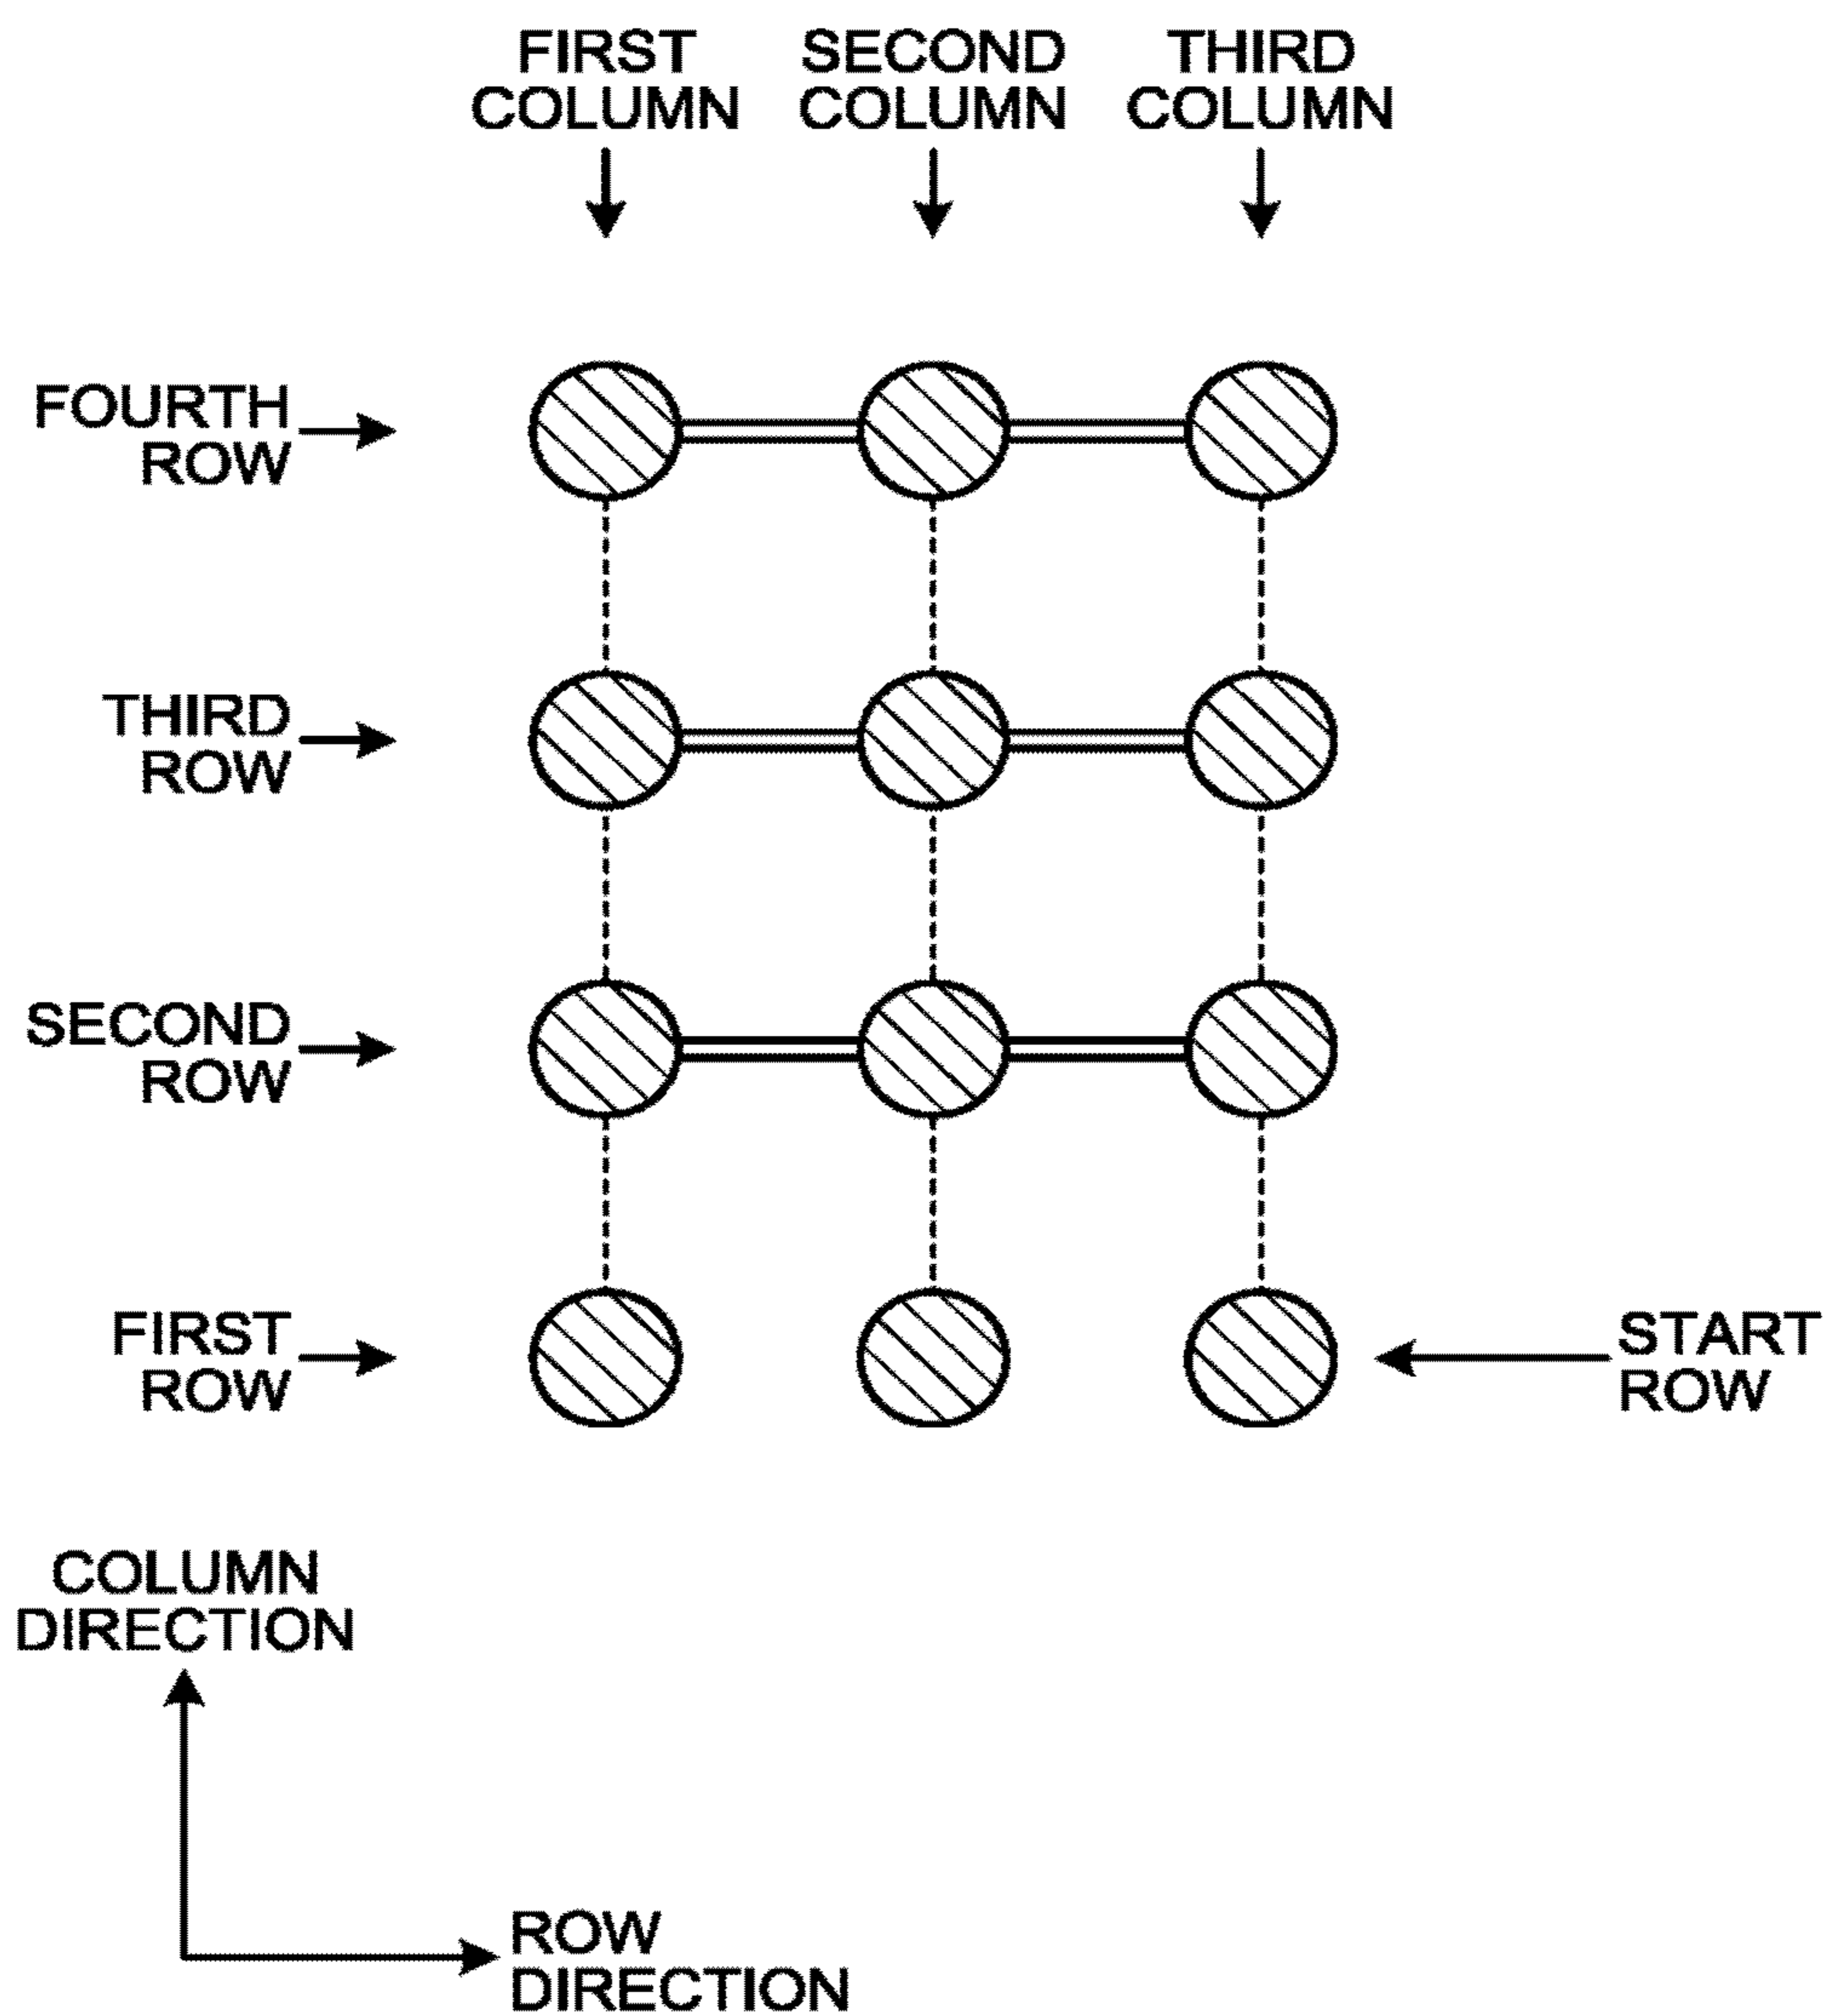 FIRST
COLUMN
SECOND
COLUMN
THIRD
COLUMN
FOURTH
ROW
THIRD
ROW
SECOND
ROW
FIRST
ROW
START
ROW
COLUMN
DIRECTION
ROW
DIRECTION